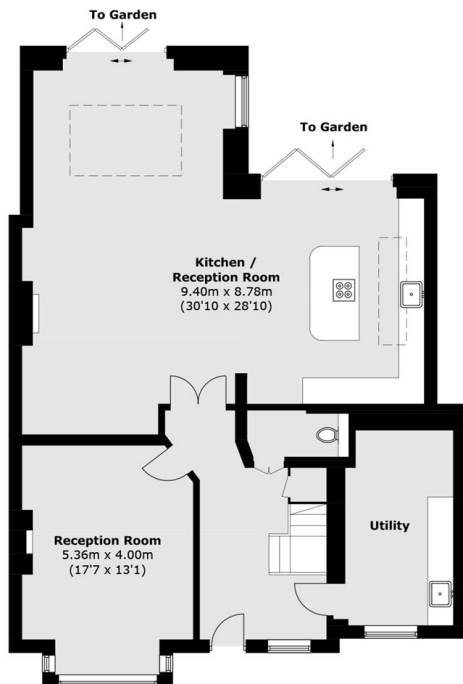 To Garden
To Garden
Kitchen /
Reception Room
9.40m x 8.78m
(30'10 x 28'10)
Reception Room
5.36m x 4.00m
(17'7 x 13'1)
Utility